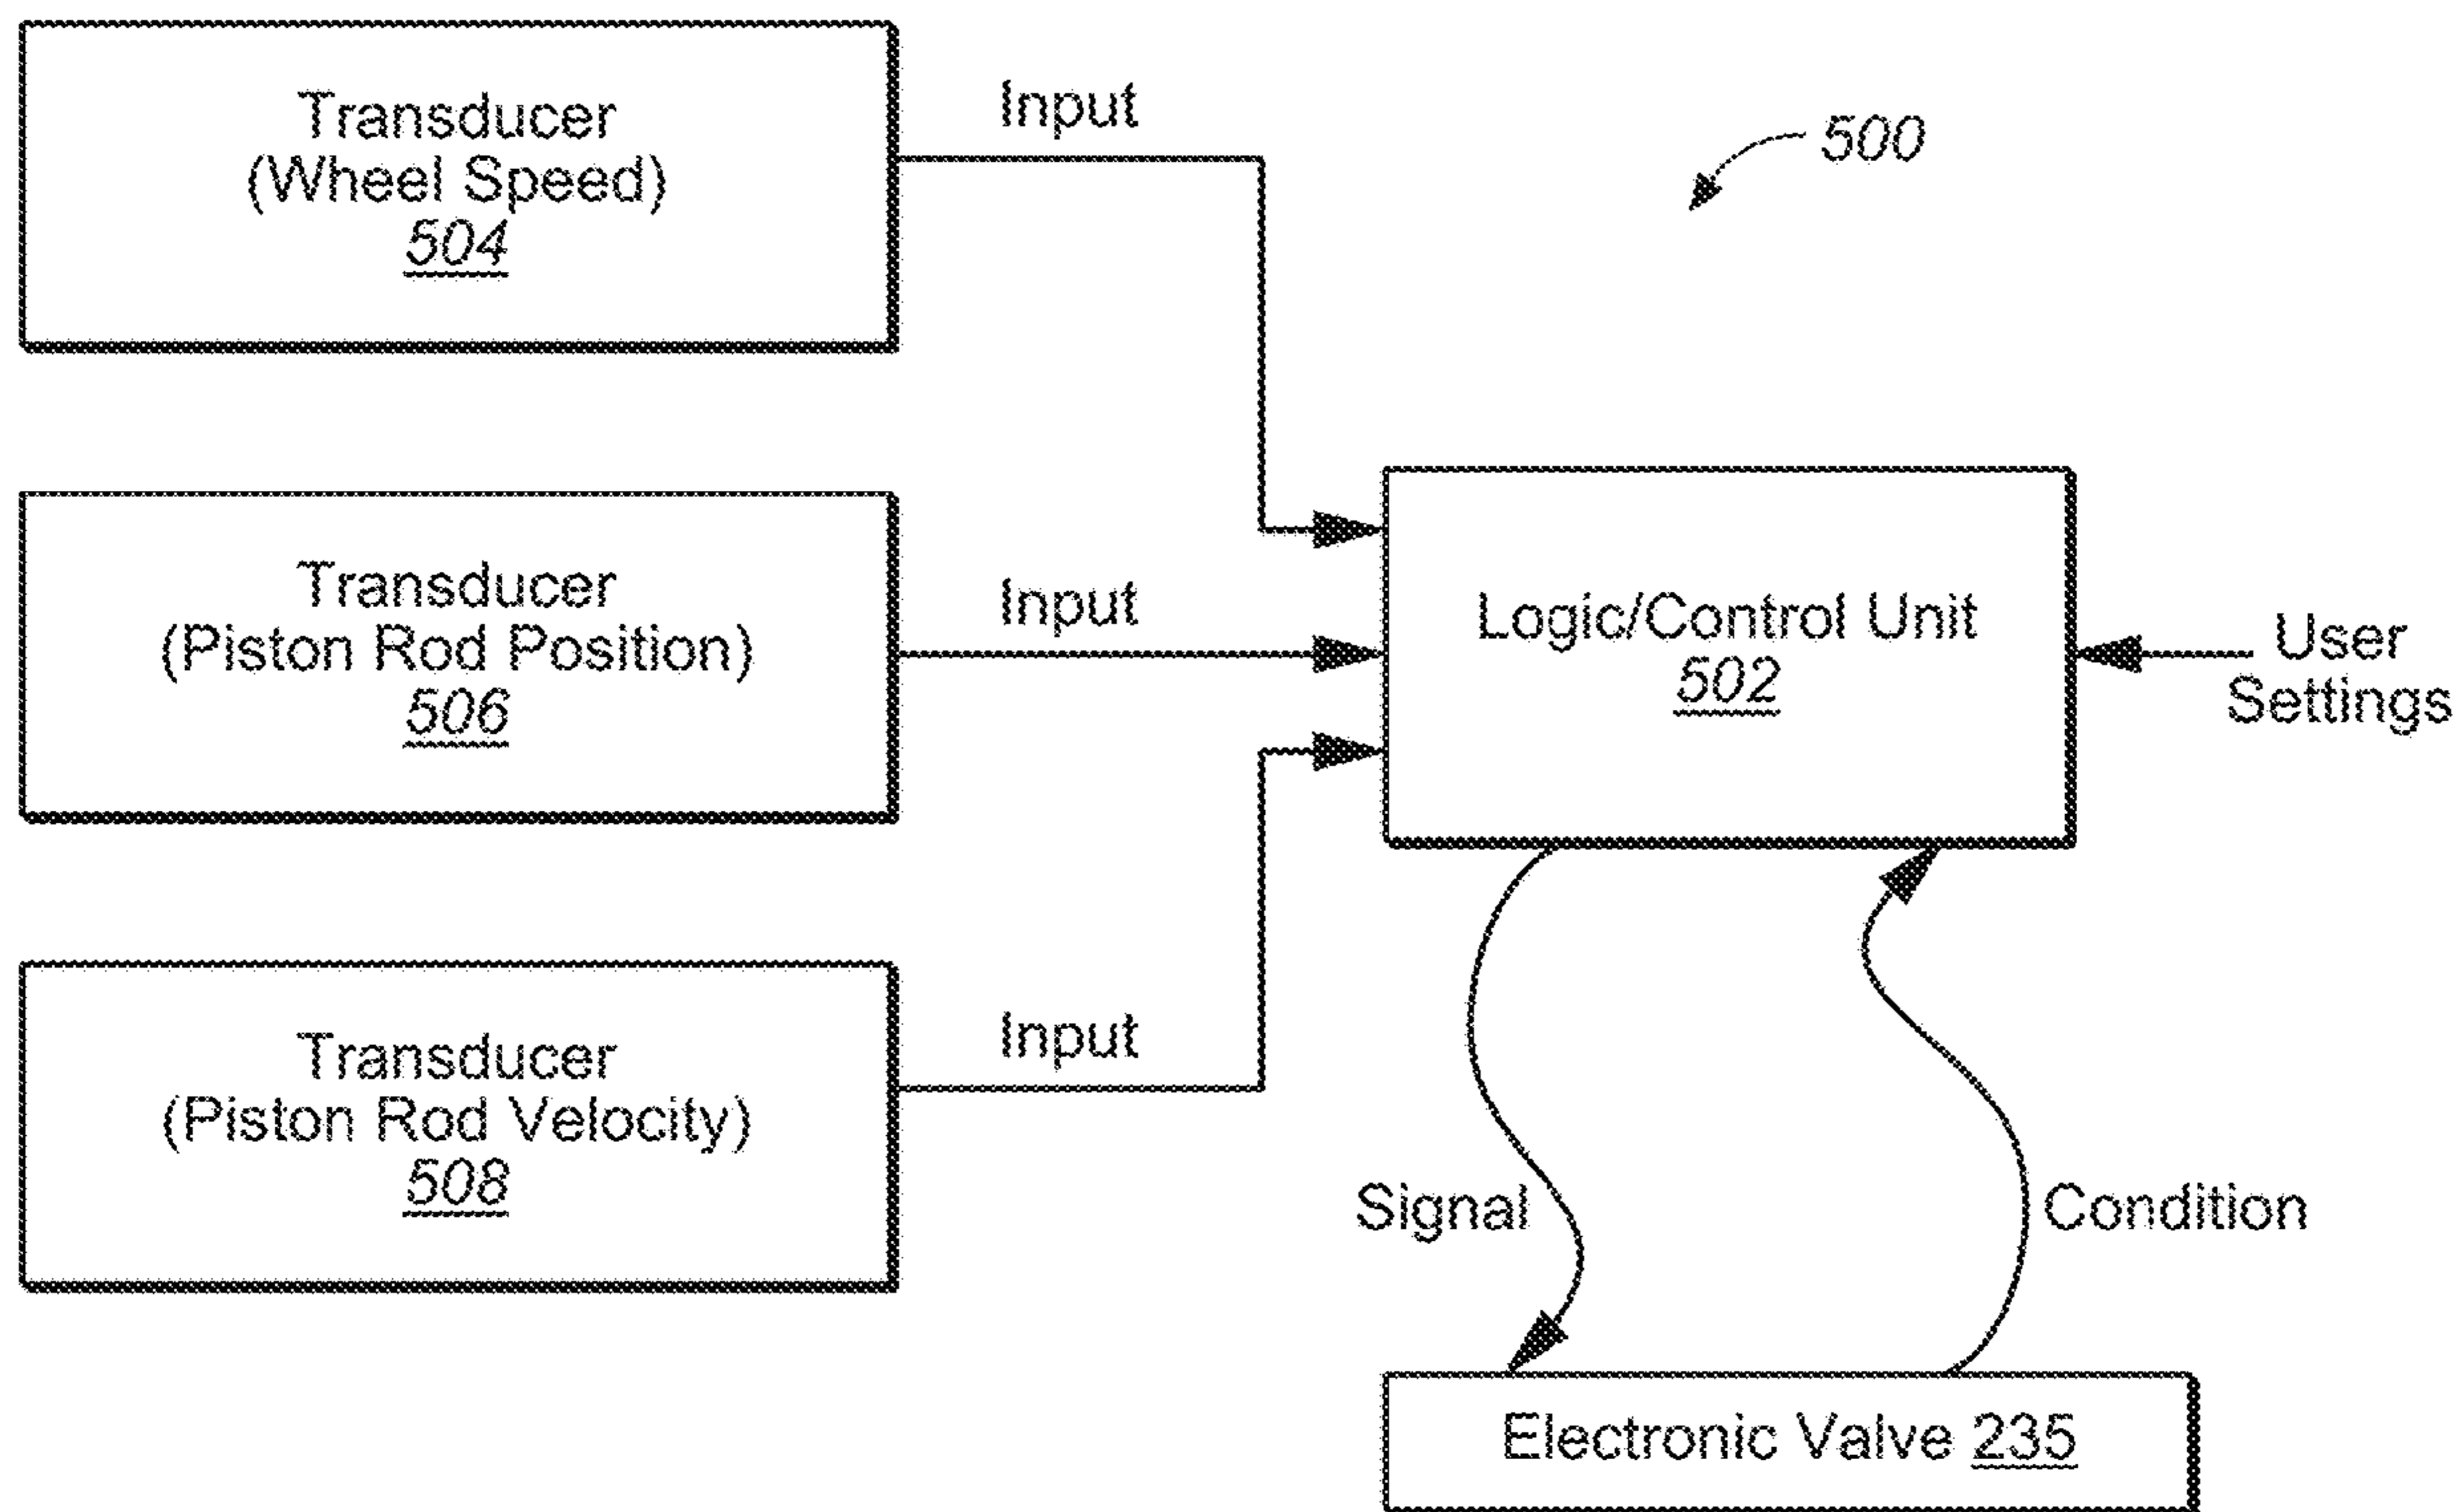 Transducer
(Wheel Speed)
504
Input
500
Transducer
(Piston Rod Position)
506
Input
Logic/Control Unit
502
User
Settings
Transducer
(Piston Rod Velocity)
508
Input
Signal
Condition
Electronic Valve 235